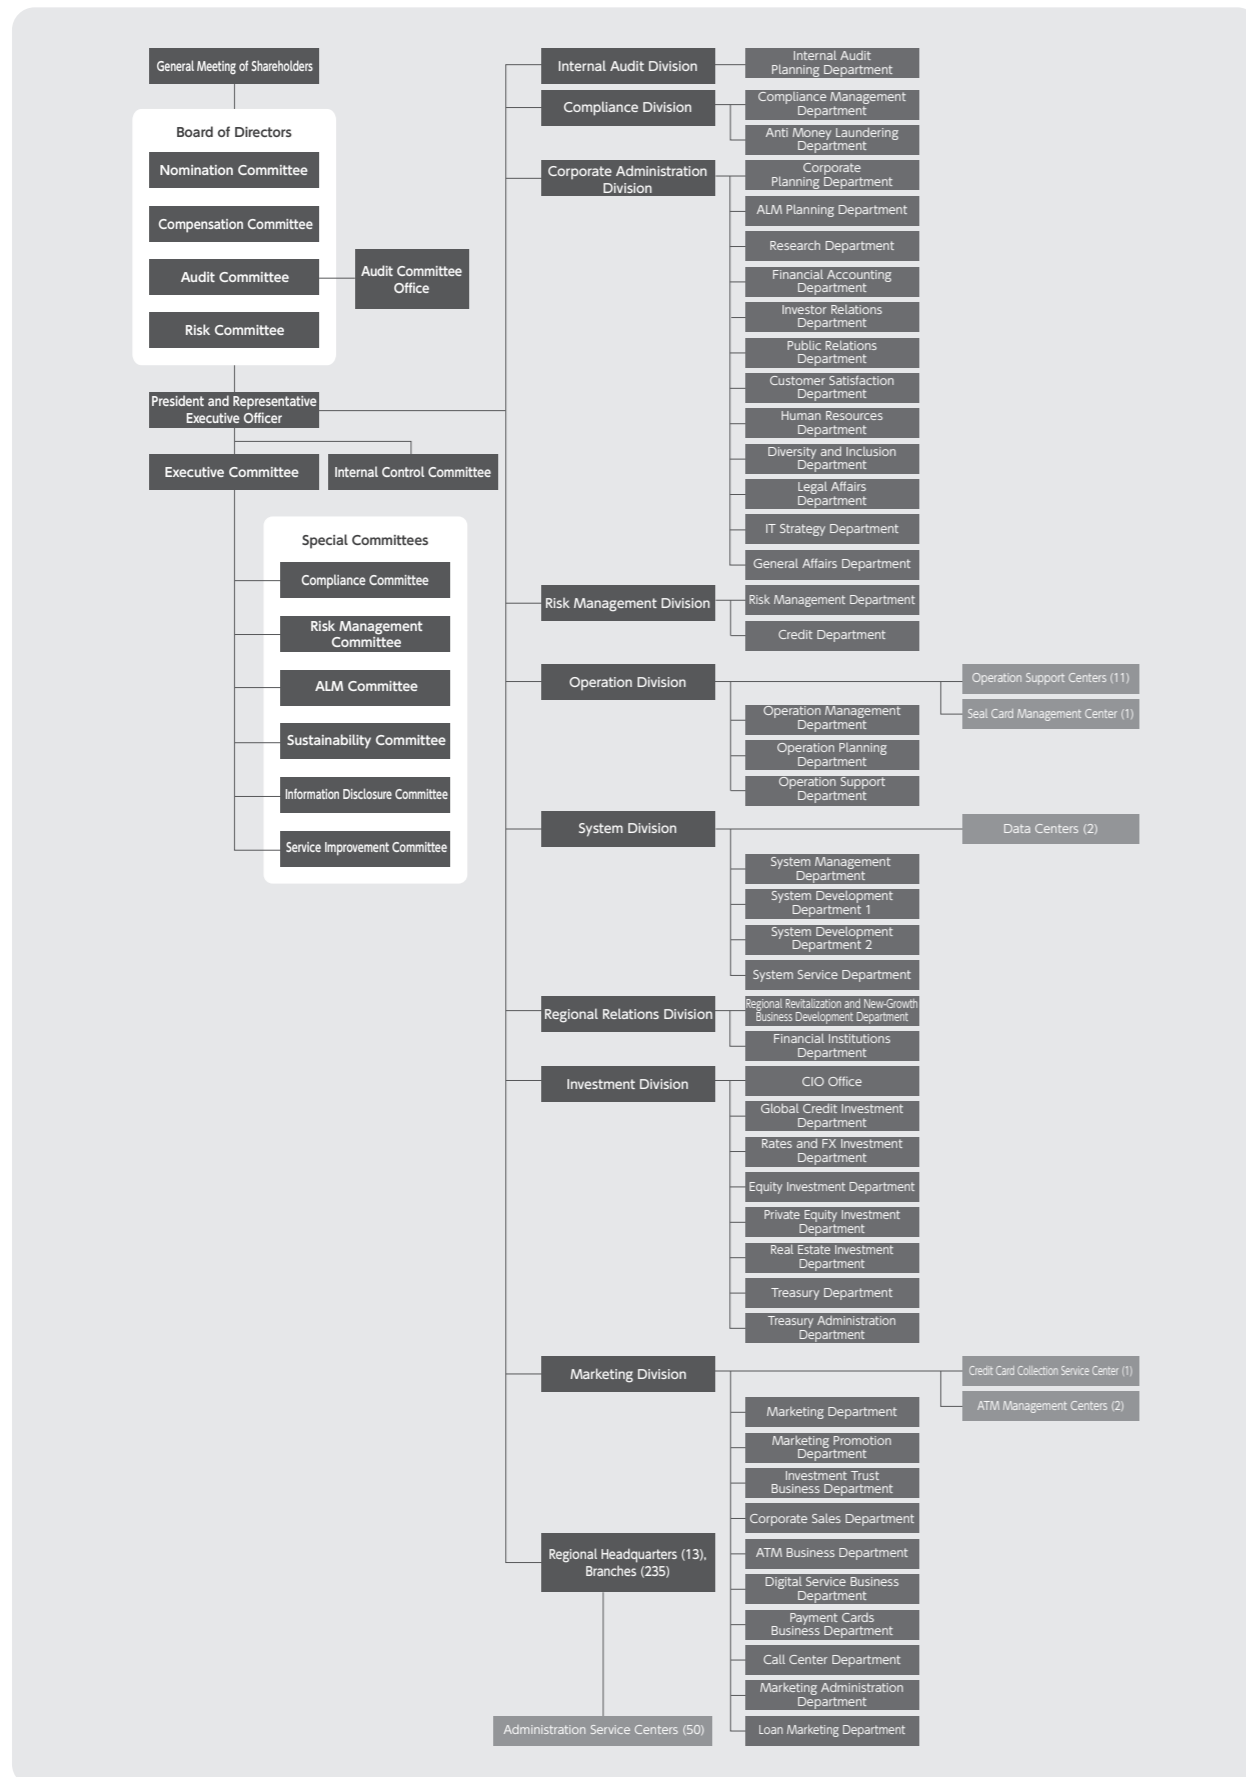 General Meeting of Shareholders
Board of Directors
Nomination Committee
Compensation Committee
Audit Committee
Audit Committee
Office
Risk Committee
President and Representative
Executive Officer
Executive Committee
Internal Control Committee
Special Committees
Compliance Committee
Risk Management
Committee
ALM Committee
Sustainability Committee
Information Disclosure Committee
Service Improvement Committee
Internal Audit Division
Internal Audit
Planning Department
Compliance Division
Compliance Management
Department
Anti Money Laundering
Department
Corporate Administration
Division
Corporate
Planning Department
ALM Planning Department
Research Department
Financial Accounting
Department
Investor Relations
Department
Public Relations
Department
Customer Satisfaction
Department
Human Resources
Department
Diversity and Inclusion
Department
Legal Affairs
Department
IT Strategy Department
General Affairs Department
Risk Management Division
Risk Management Department
Credit Department
Operation Division
Operation Support Centers (11)
Seal Card Management Center (1)
Operation Management
Department
Operation Planning
Department
Operation Support
Department
System Division
Data Centers (2)
System Management
Department
System Development
Department 1
System Development
Department 2
System Service Department
Regional Relations Division
Regional Revitalization and New-Growth
Business Development Department
Financial Institutions
Department
Investment Division
CIO Office
Global Credit Investment
Department
Rates and FX Investment
Department
Equity Investment Department
Private Equity Investment
Department
Real Estate Investment
Department
Treasury Department
Treasury Administration
Department
Marketing Division
Credit Card Collection Service Center (1)
ATM Management Centers (2)
Marketing Department
Marketing Promotion
Department
Investment Trust
Business Department
Corporate Sales Department
ATM Business Department
Digital Service Business
Department
Payment Cards
Business Department
Call Center Department
Marketing Administration
Department
Loan Marketing Department
Regional Headquarters (13),
Branches (235)
Administration Service Centers (50)